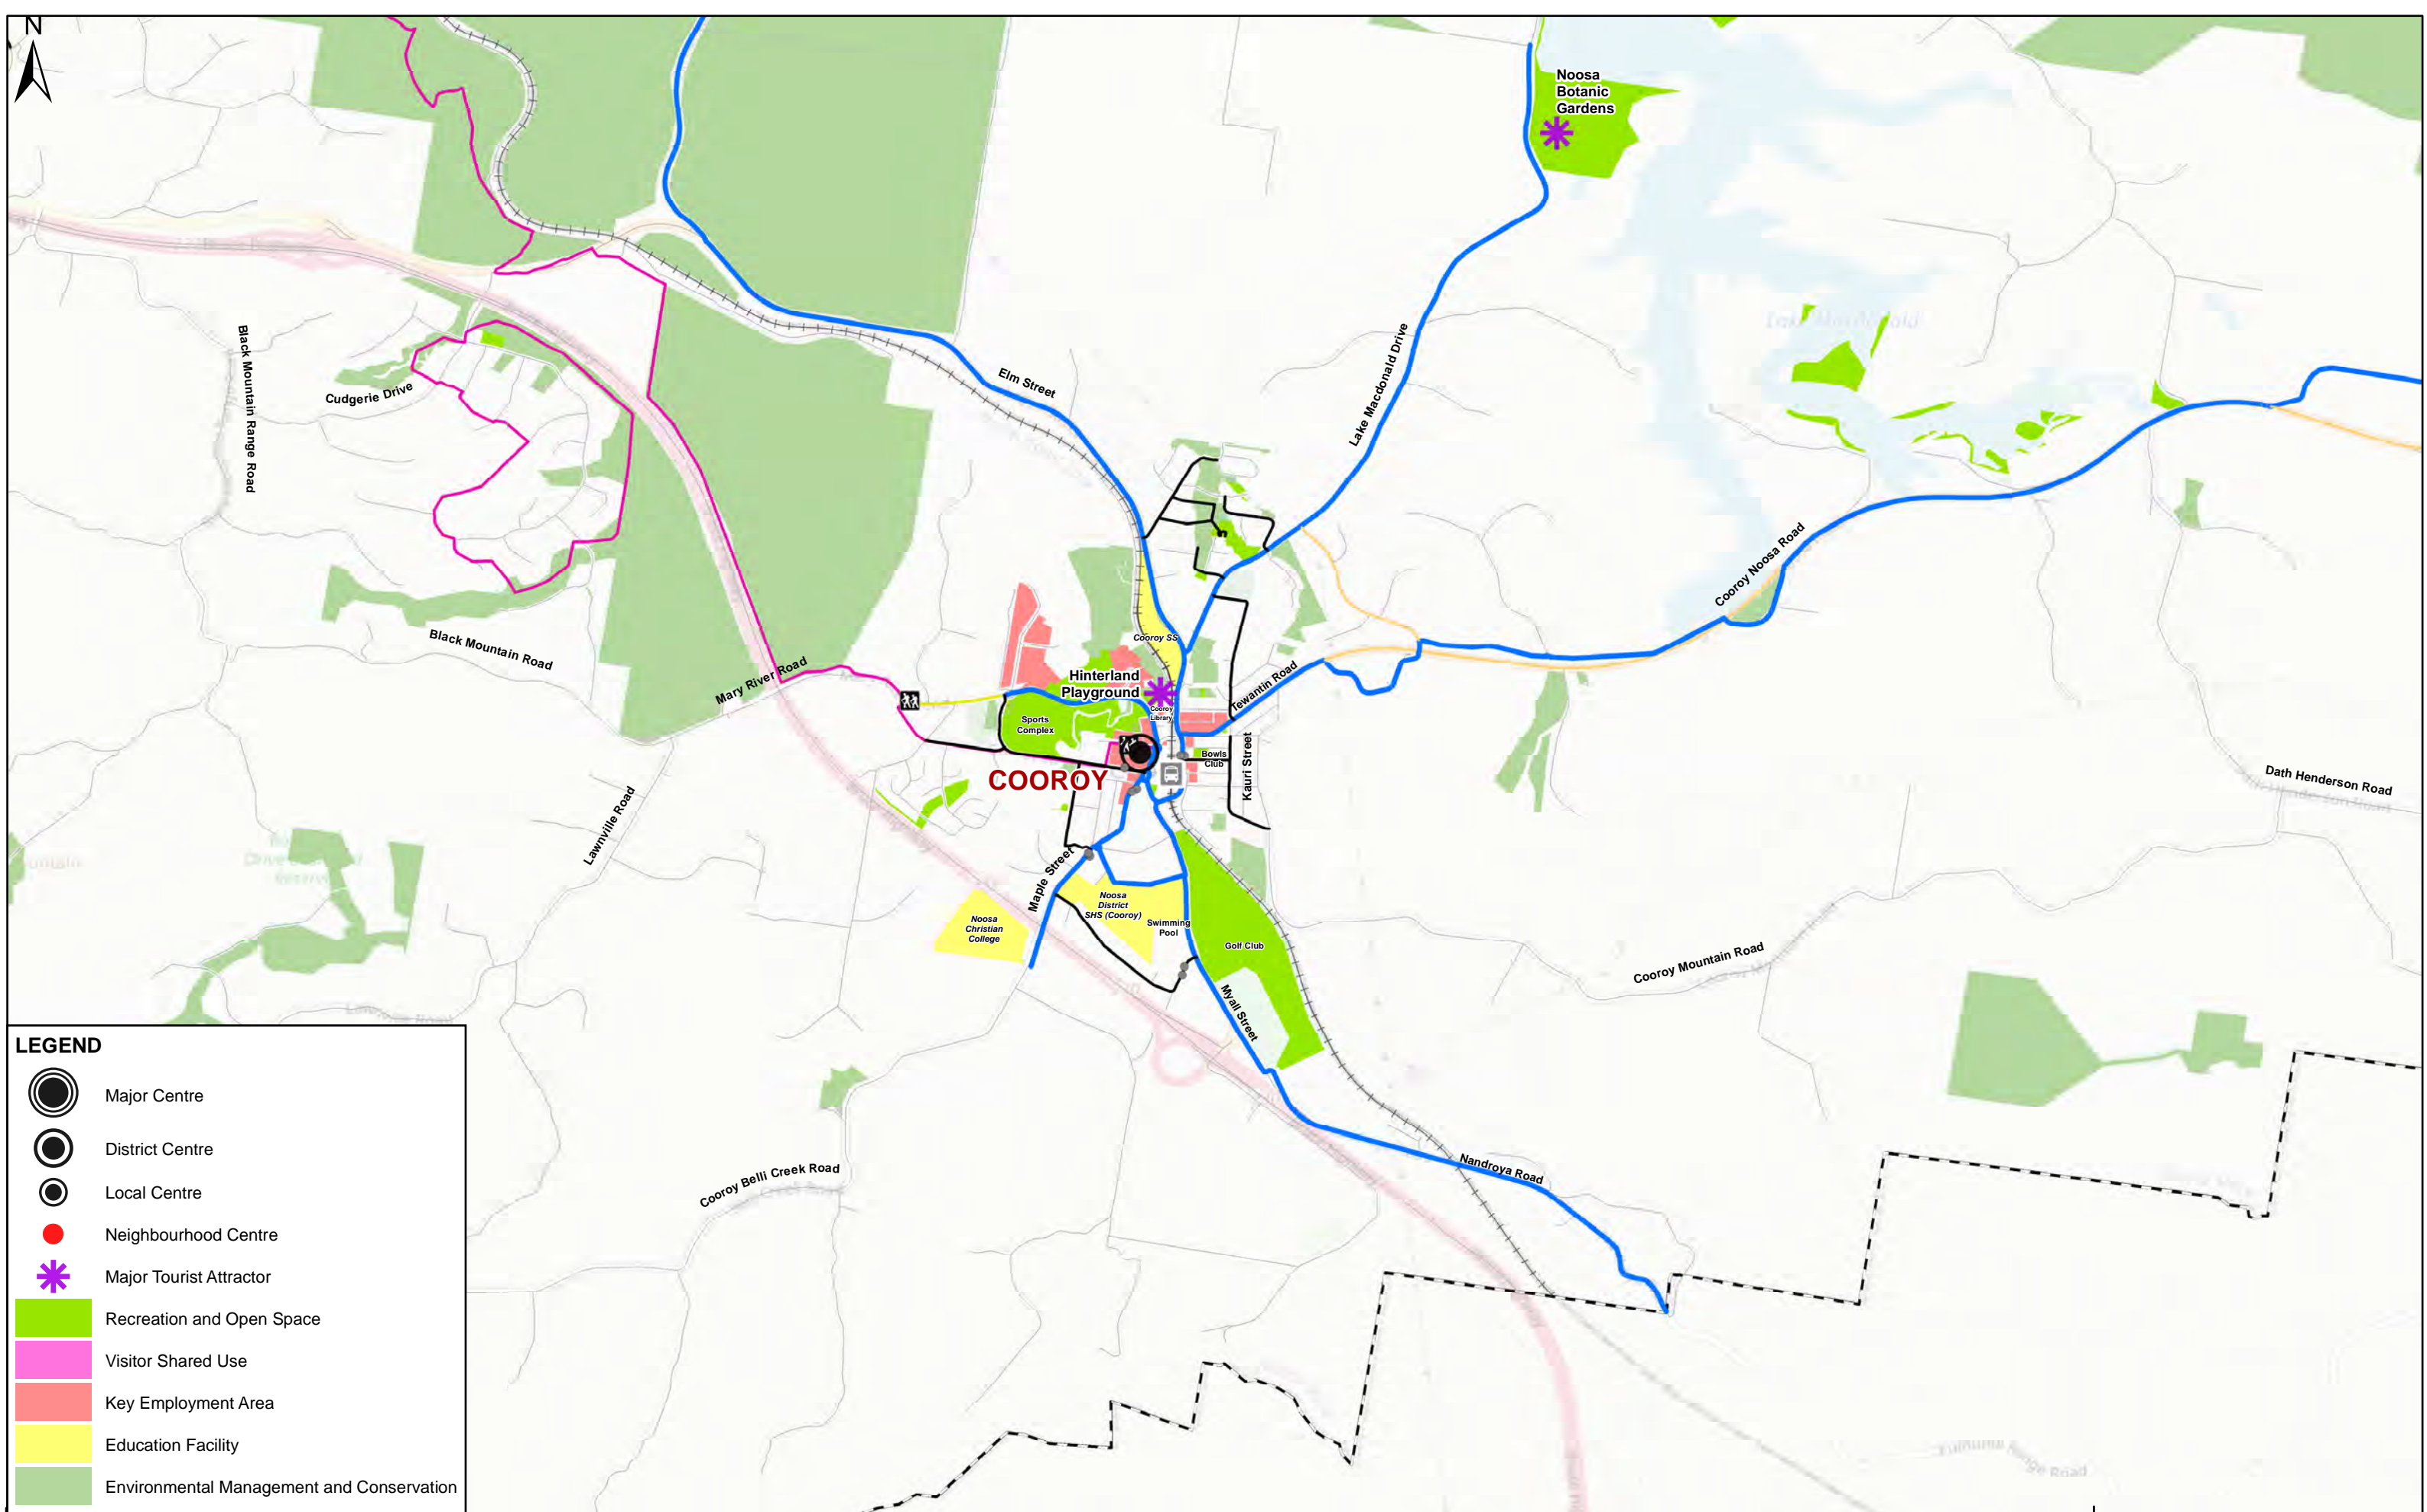 N
Noosa
Botanic
Gardens
Lake Macdonald
Elm Street
Lake Macdonald Drive
Black Mountain Range Road
Cudgerie Drive
Cooroy Noosa Road
Black Mountain Road
Mary River Road
Cooroy SS
Hinterland
Playground
Tewantin Road
Cooroy
Library
Sports
Complex
Bowls
Club
Kauri Street
COOROY
Dath Henderson Road
Lawnville Road
Maple Street
Noosa
District
SHS (Cooroy)
Noosa
Christian
College
Swimming
Pool
Golf Club
Cooroy Mountain Road
Myall Street
Nandroya Road
Cooroy Belli Creek Road
LEGEND
Major Centre
District Centre
Local Centre
Neighbourhood Centre
Major Tourist Attractor
Recreation and Open Space
Visitor Shared Use
Key Employment Area
Education Facility
Environmental Management and Conservation